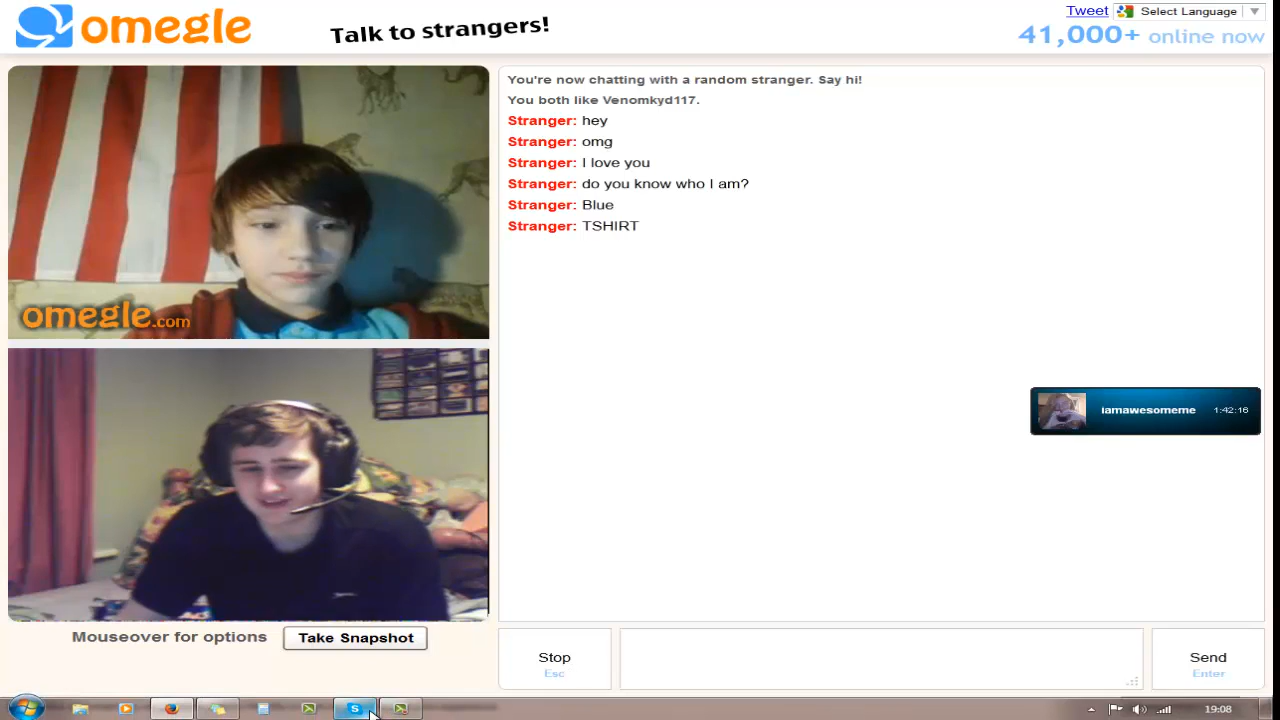 omegle
Talk to strangers!
Tweet
Select Language
41,000+ online now
You're now chatting with a random stranger. Say hi!
You both like Venomkyd117.
Stranger: hey
Stranger: omg
Stranger: I love you
Stranger: do you know who I am?
Stranger: Blue
Stranger: TSHIRT
omegle.com
iamawesomeme 1:42:16
Mouseover for options
Take Snapshot
Stop
Esc
Send
Enter
19:08